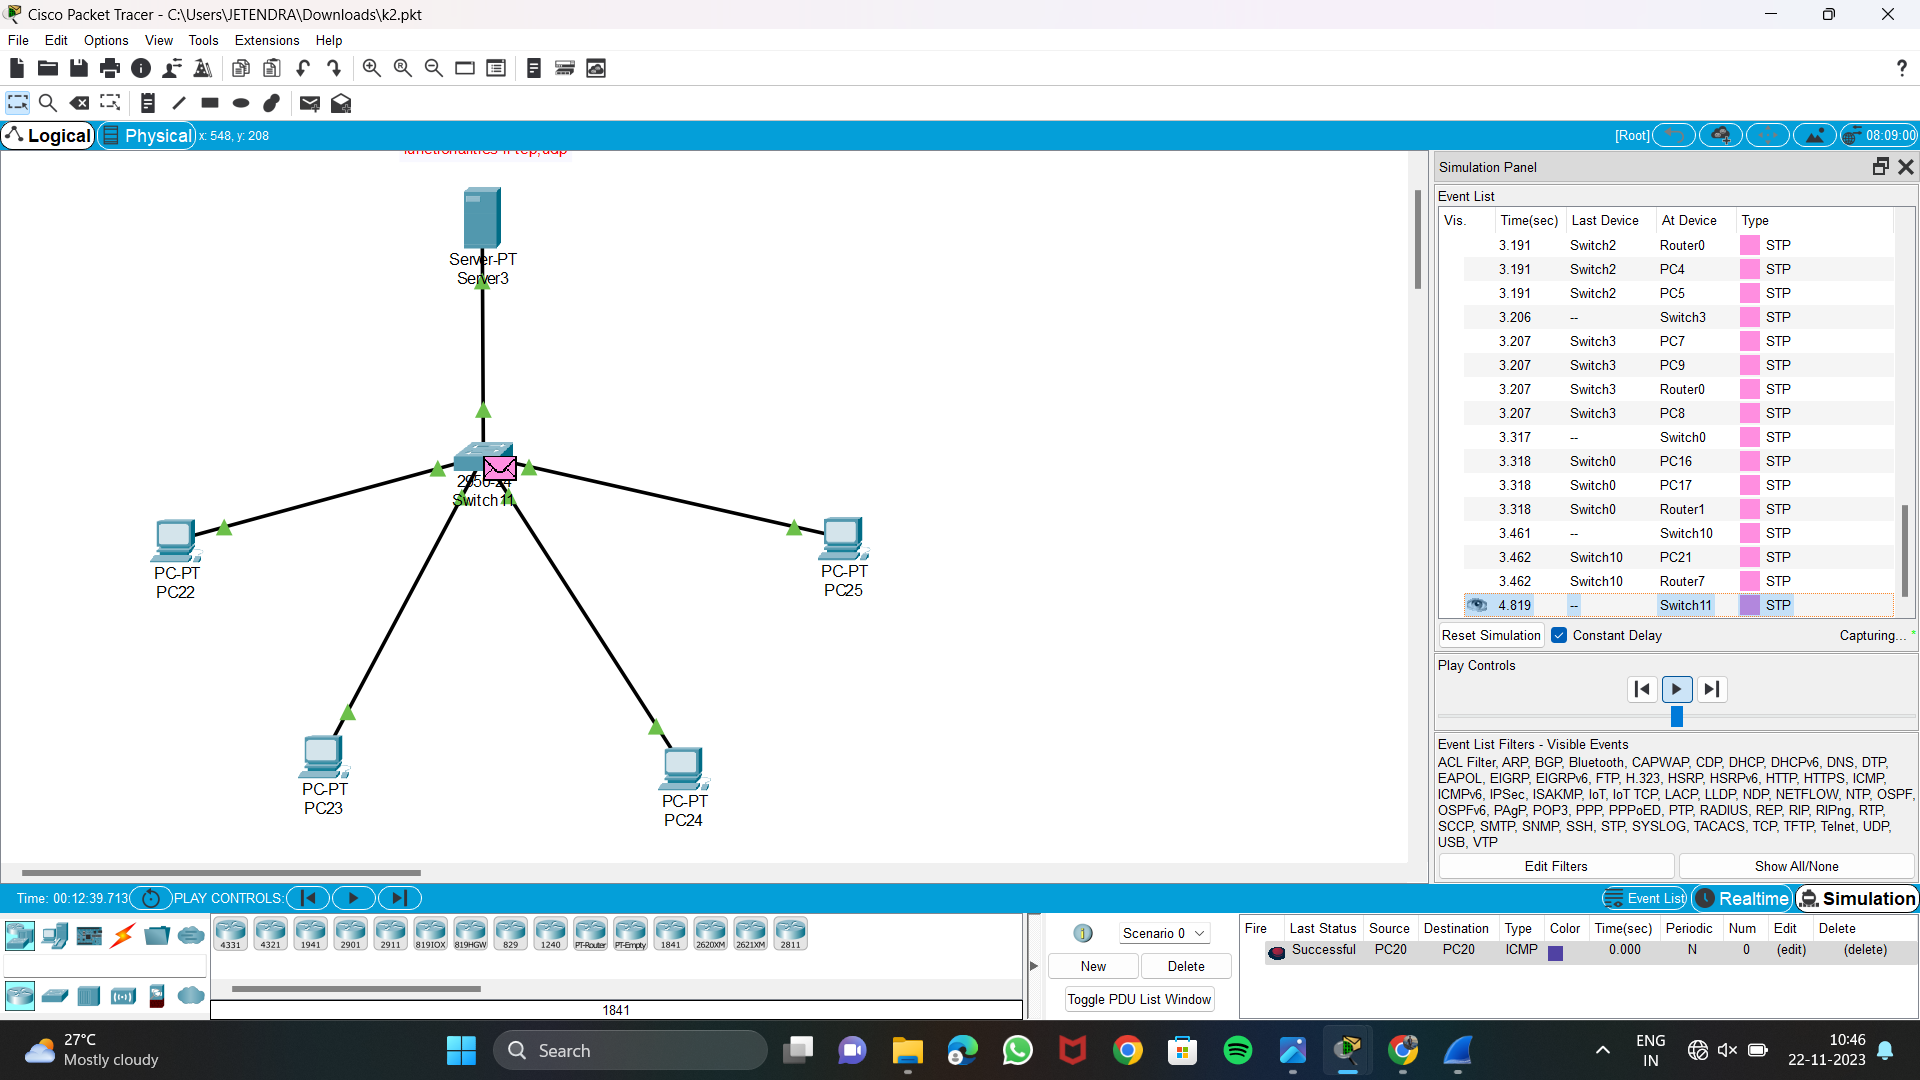 Cisco Packet Tracer - C:\Users\JETENDRA\Downloads\k2.pkt
File Edit Options View Tools Extensions Help
?
Logical Physical x: 548, y: 208 [Root] 08:09:00
functionalities if tcp,udp
Server-PT
Server3
2950-24
Switch11
PC-PT
PC22
PC-PT
PC25
PC-PT
PC23
PC-PT
PC24
Simulation Panel
Event List
Vis. Time(sec) Last Device At Device Type
3.191 Switch2 Router0 STP
3.191 Switch2 PC4 STP
3.191 Switch2 PC5 STP
3.206 -- Switch3 STP
3.207 Switch3 PC7 STP
3.207 Switch3 PC9 STP
3.207 Switch3 Router0 STP
3.207 Switch3 PC8 STP
3.317 -- Switch0 STP
3.318 Switch0 PC16 STP
3.318 Switch0 PC17 STP
3.318 Switch0 Router1 STP
3.461 -- Switch10 STP
3.462 Switch10 PC21 STP
3.462 Switch10 Router7 STP
4.819 -- Switch11 STP
Reset Simulation Constant Delay Capturing... *
Play Controls
Event List Filters - Visible Events
ACL Filter, ARP, BGP, Bluetooth, CAPWAP, CDP, DHCP, DHCPv6, DNS, DTP,
EAPOL, EIGRP, EIGRPv6, FTP, H.323, HSRP, HSRPv6, HTTP, HTTPS, ICMP,
ICMPv6, IPSec, ISAKMP, IoT, IoT TCP, LACP, LLDP, NDP, NETFLOW, NTP, OSPF,
OSPFv6, PAgP, POP3, PPP, PPPoED, PTP, RADIUS, REP, RIP, RIPng, RTP,
SCCP, SMTP, SNMP, SSH, STP, SYSLOG, TACACS, TCP, TFTP, Telnet, UDP,
USB, VTP
Edit Filters Show All/None
Time: 00:12:39.713 PLAY CONTROLS: Event List Realtime Simulation
4331 4321 1941 2901 2911 819IOX 819HGW 829 1240 PT-Router PT-Empty 1841 2620XM 2621XM 2811
1841
1 Scenario 0
New Delete
Toggle PDU List Window
Fire Last Status Source Destination Type Color Time(sec) Periodic Num Edit Delete
Successful PC20 PC20 ICMP 0.000 N 0 (edit) (delete)
27°C
Mostly cloudy
Search
ENG
IN
10:46
22-11-2023